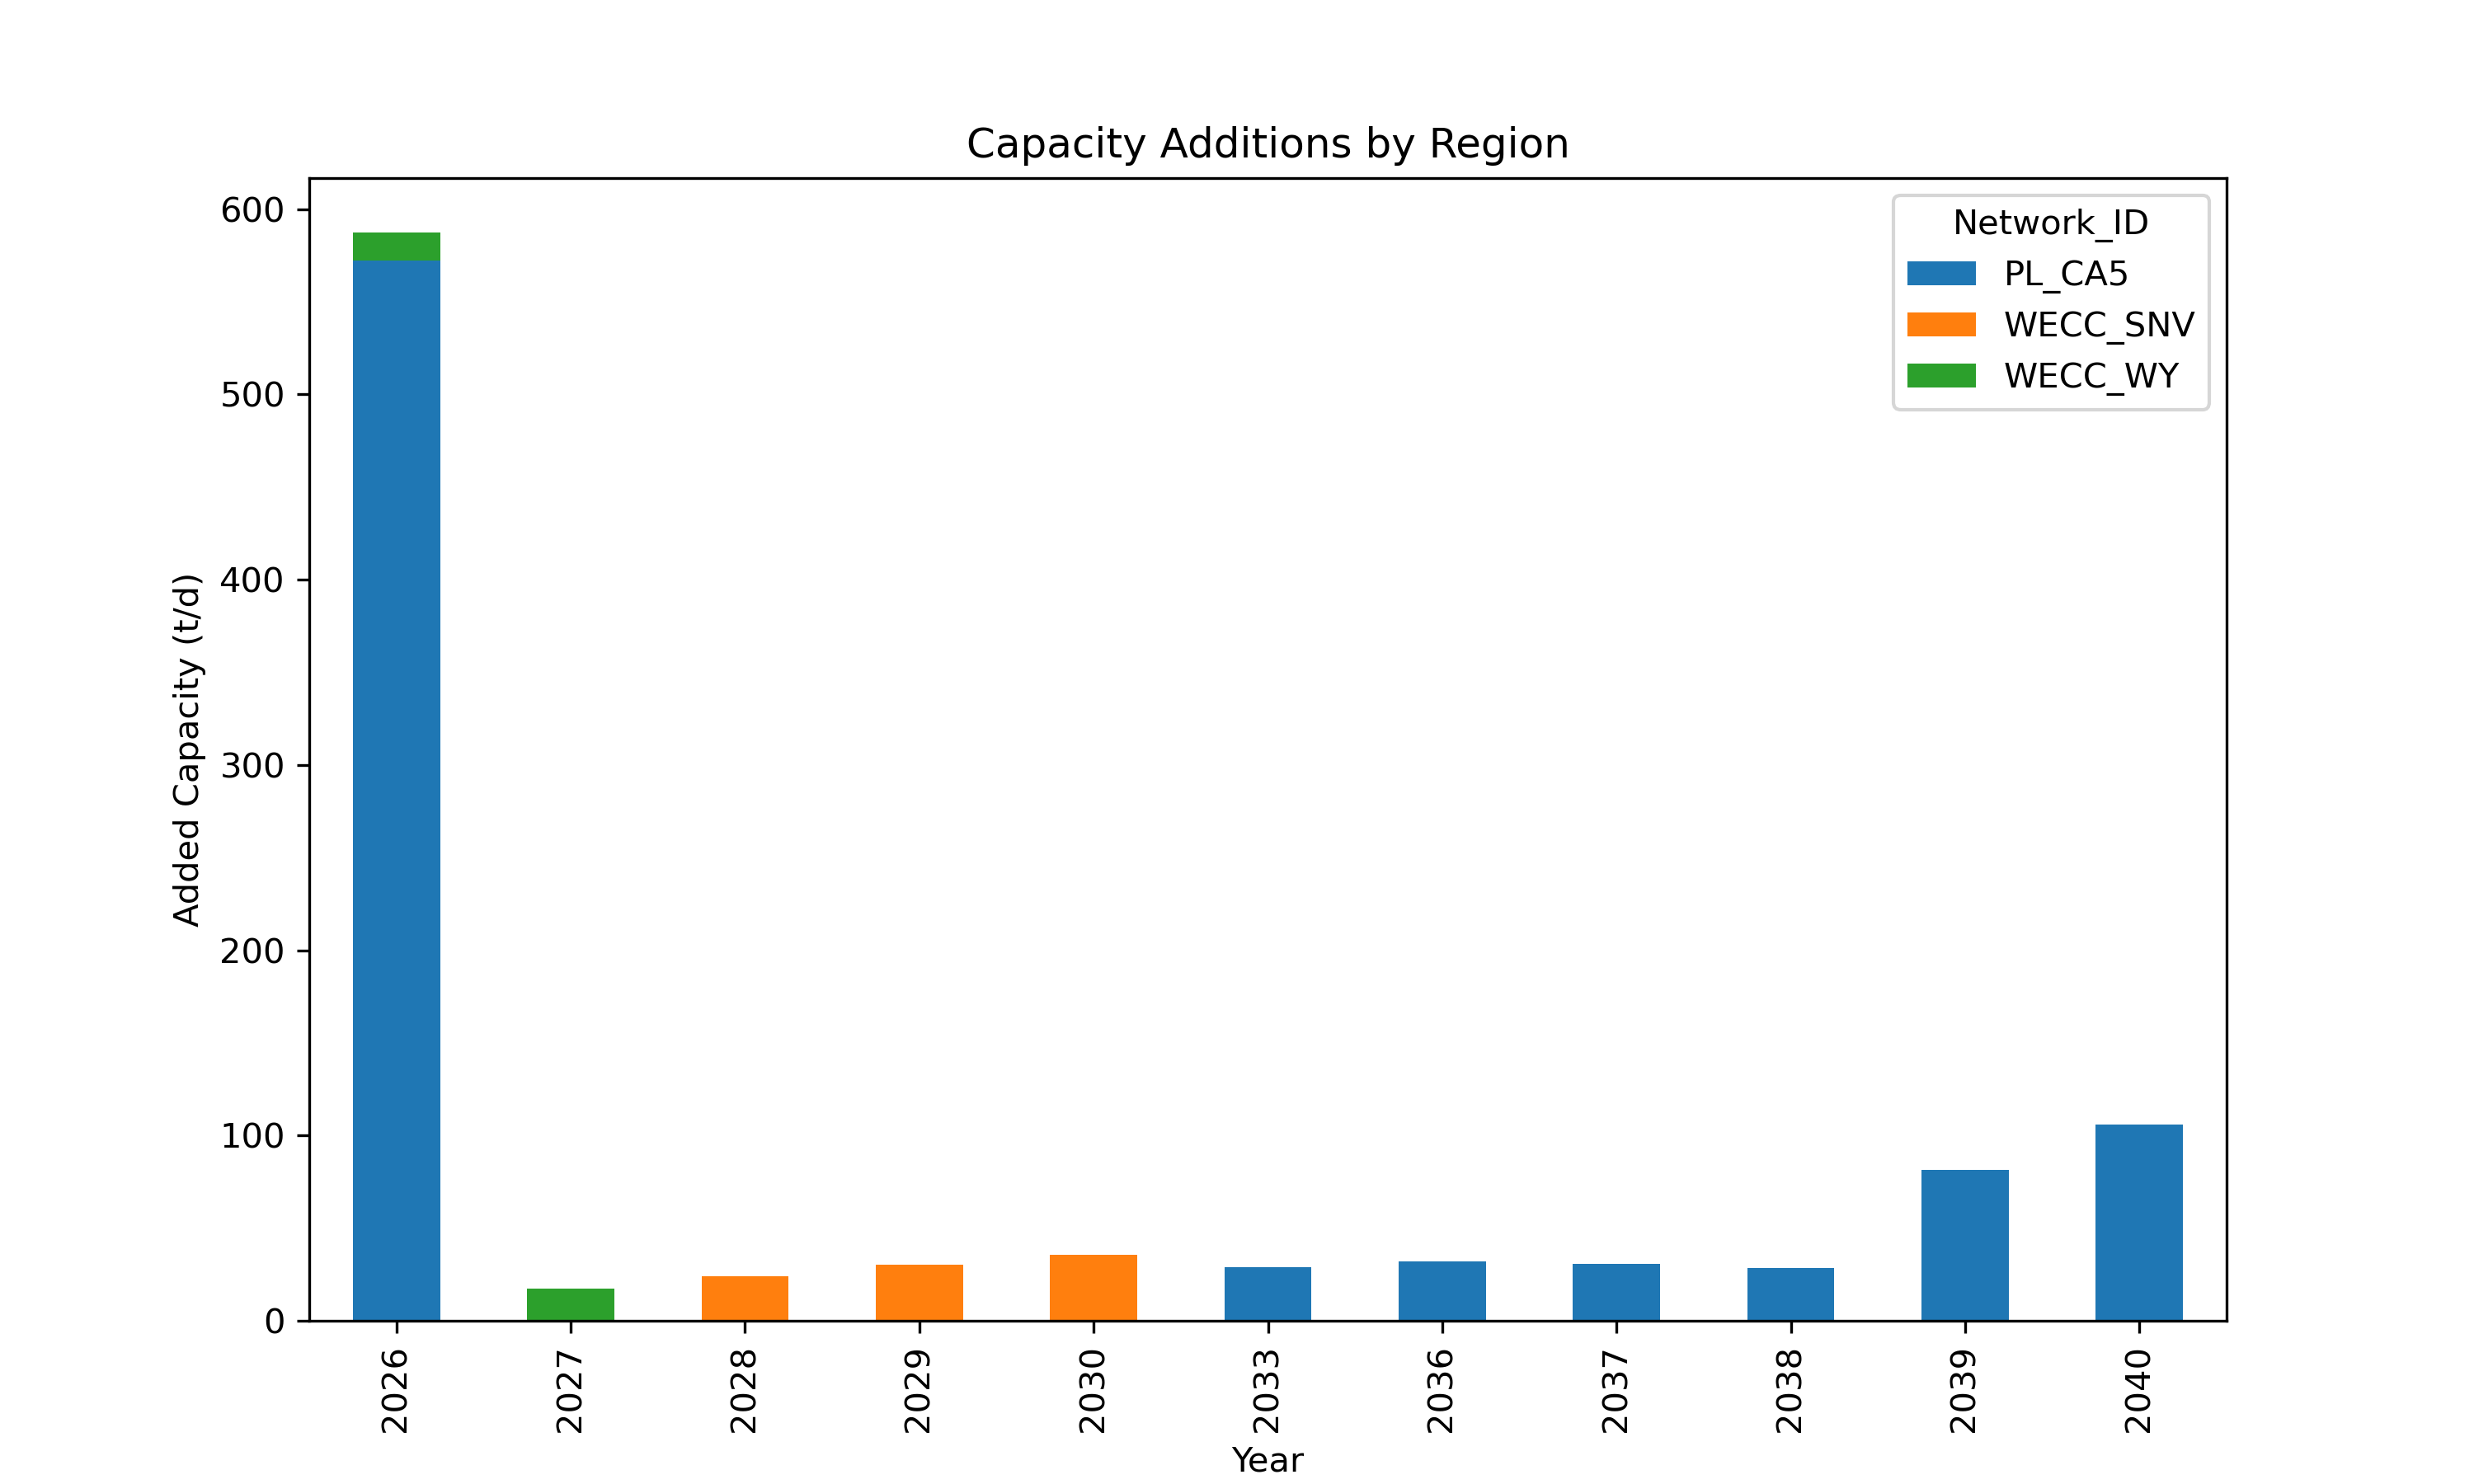 Capacity Additions by Region
600
500
400
300
200
100
0
Added Capacity (t/d)
Network_ID
PL_CA5
WECC_SNV
WECC_WY
2026 2027 2028 2029 2030 2033 2036 2037 2038 2039 2040
Year